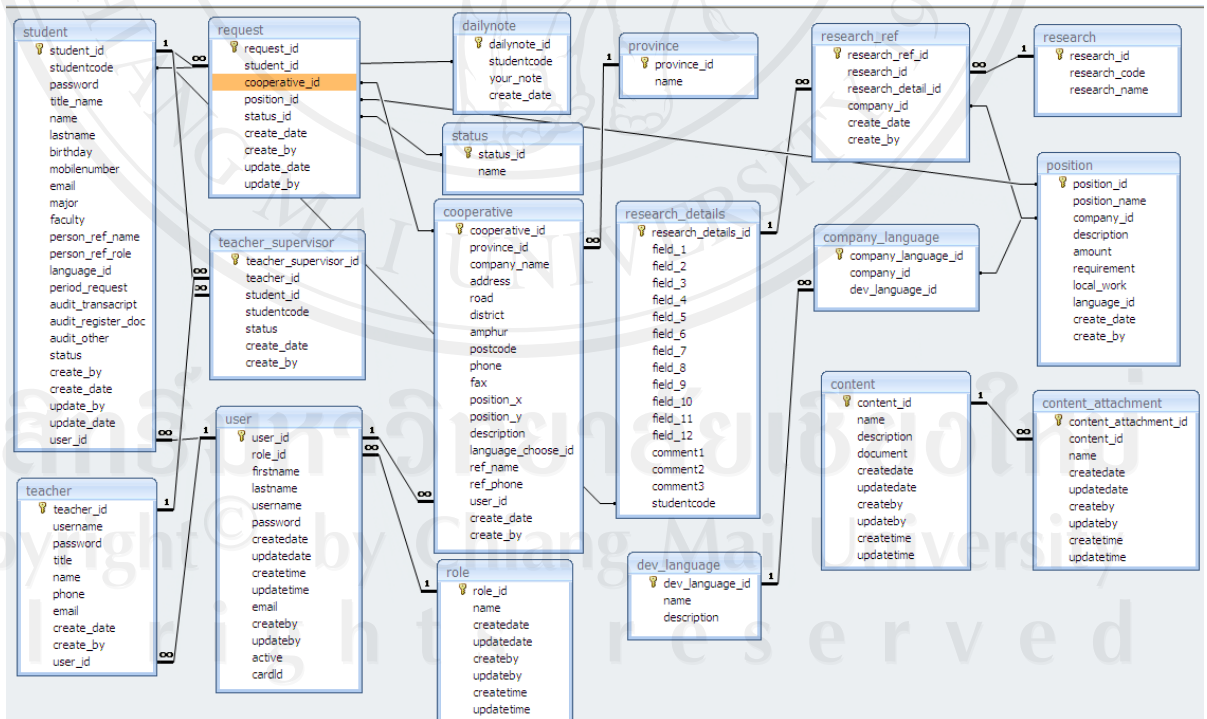 student
student_id
studentcode
password
title_name
name
lastname
birthday
mobilenumber
email
major
faculty
person_ref_name
person_ref_role
language_id
period_request
audit_transacript
audit_register_doc
audit_other
status
create_by
create_date
update_by
update_date
user_id
request
request_id
student_id
cooperative_id
position_id
status_id
create_date
create_by
update_date
update_by
dailynote
dailynote_id
studentcode
your_note
create_date
province
province_id
name
research_ref
research_ref_id
research_id
research_detail_id
company_id
create_date
create_by
research
research_id
research_code
research_name
status
status_id
name
teacher_supervisor
teacher_supervisor_id
teacher_id
student_id
studentcode
status
create_date
create_by
cooperative
cooperative_id
province_id
company_name
address
road
district
amphur
postcode
phone
fax
position_x
position_y
description
language_choose_id
ref_name
ref_phone
user_id
create_date
create_by
research_details
research_details_id
field_1
field_2
field_3
field_4
field_5
field_6
field_7
field_8
field_9
field_10
field_11
field_12
comment1
comment2
comment3
studentcode
company_language
company_language_id
company_id
dev_language_id
position
position_id
position_name
company_id
description
amount
requirement
local_work
language_id
create_date
create_by
teacher
teacher_id
username
password
title
name
phone
email
create_date
create_by
user_id
user
user_id
role_id
firstname
lastname
username
password
createddate
updatedate
createtime
updatetime
email
createby
updateby
active
cardId
role
role_id
name
createdate
updatedate
createby
updateby
createtime
updatetime
dev_language
dev_language_id
name
description
content
content_id
name
description
document
createdate
updatedate
createby
updateby
createtime
updatetime
content_attachment
content_attachment_id
content_id
name
createdate
updatedate
createby
updateby
createtime
updatetime
by Chiang Mai University
rights reserved